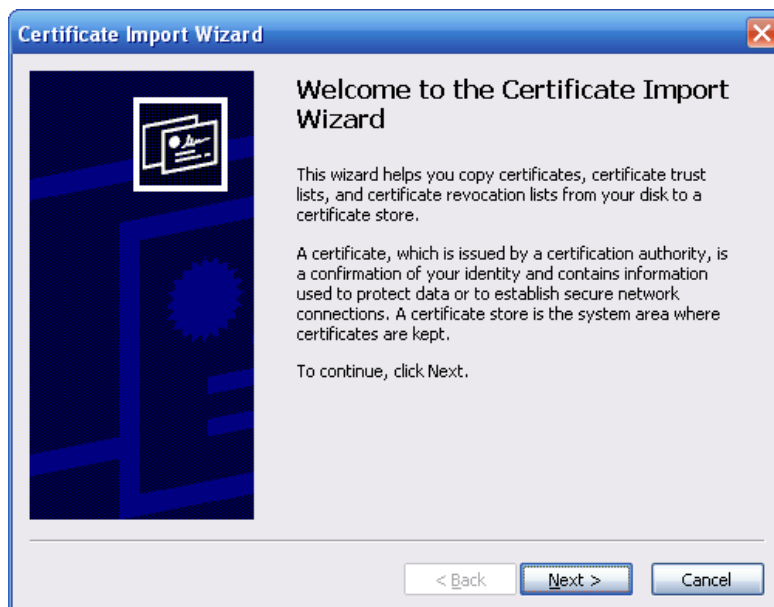 Certificate Import Wizard
Welcome to the Certificate Import
Wizard
This wizard helps you copy certificates, certificate trust
lists, and certificate revocation lists from your disk to a
certificate store.
A certificate, which is issued by a certification authority, is
a confirmation of your identity and contains information
used to protect data or to establish secure network
connections. A certificate store is the system area where
certificates are kept.
To continue, click Next.
< Back Next > Cancel